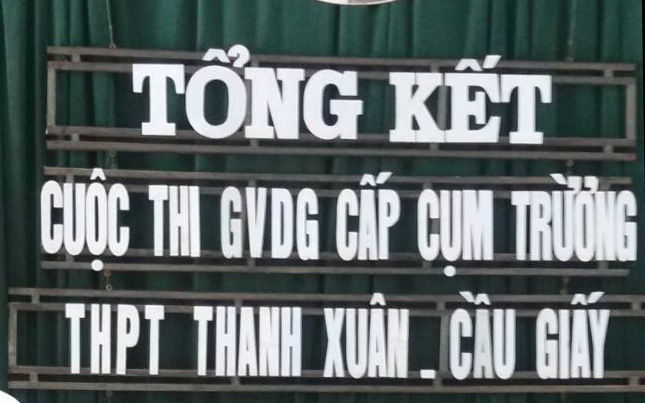 TỔNG KẾT
CUỘC THI GVDG CẤP CỤM TRƯỜNG
THPT THANH XUÂN - CẦU GIẤY